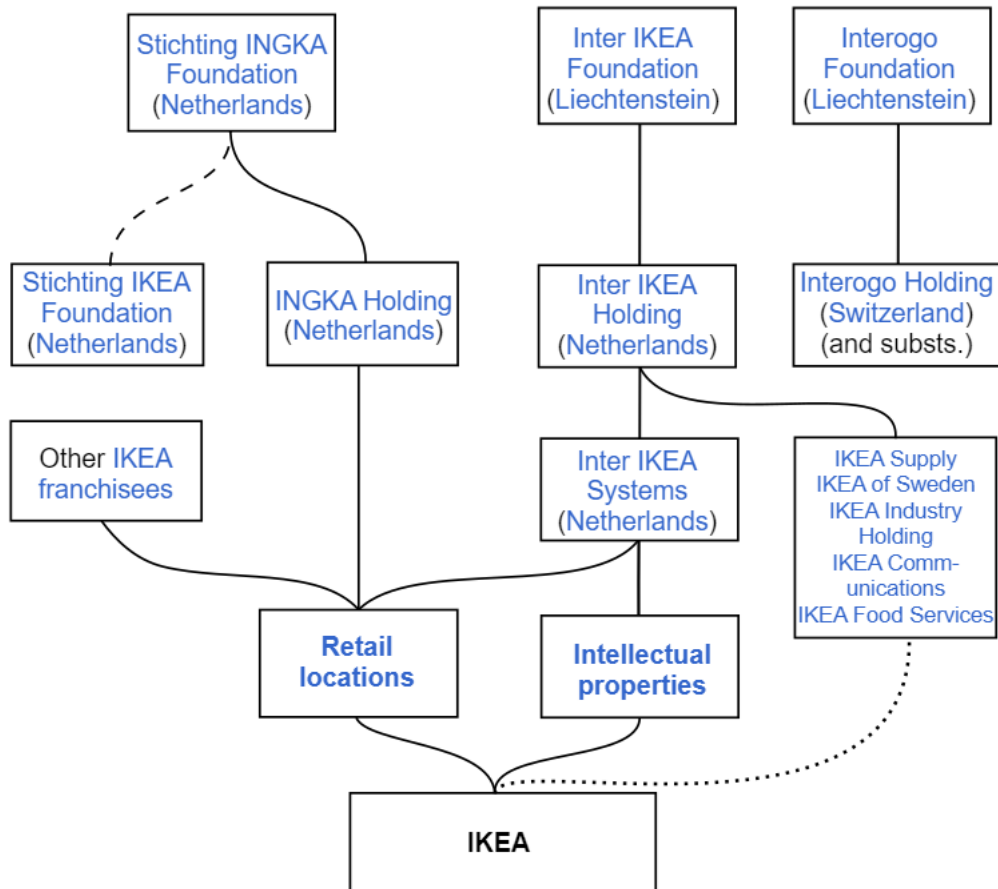 Stichting INGKA
Foundation
(Netherlands)
Inter IKEA
Foundation
(Liechtenstein)
Interogo
Foundation
(Liechtenstein)
Stichting IKEA
Foundation
(Netherlands)
INGKA Holding
(Netherlands)
Inter IKEA
Holding
(Netherlands)
Interogo Holding
(Switzerland)
(and substs.)
Other IKEA
franchisees
Inter IKEA
Systems
(Netherlands)
IKEA Supply
IKEA of Sweden
IKEA Industry
Holding
IKEA Comm-
unications
IKEA Food Services
Retail
locations
Intellectual
properties
IKEA